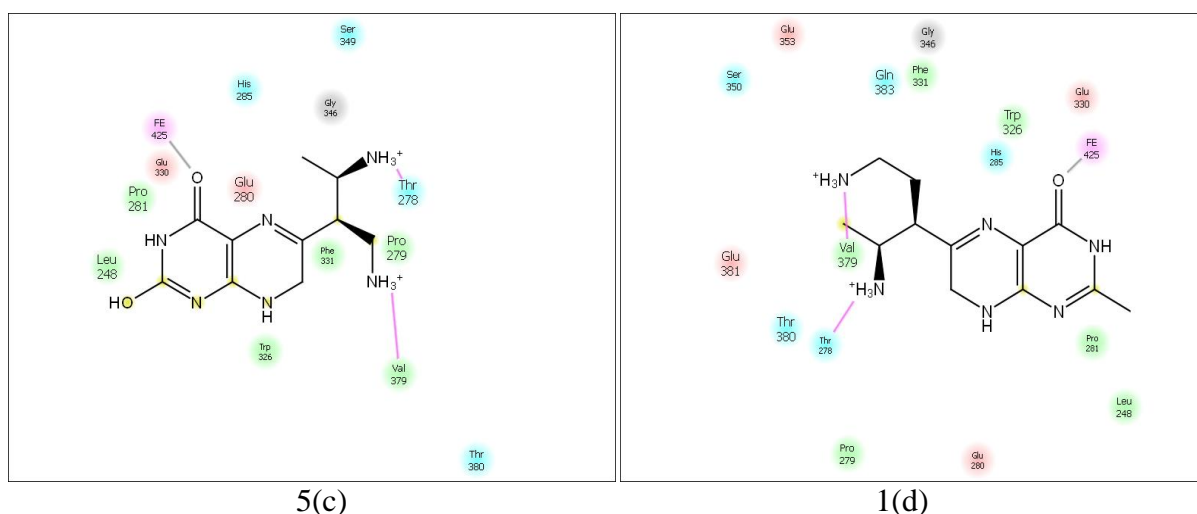 Ser
349
His
285
Gly
346
FE
425
NH3+
Glu
330
O
Thr
278
Pro
281
Glu
280
N
HN
Phe
331
Pro
279
Leu
248
NH3+
HO
N
N
H
Trp
326
Val
379
Thr
380
5(c)
Glu
353
Gly
346
Ser
350
Gln
383
Phe
331
Glu
330
Trp
326
FE
425
His
285
+H3N
O
N
NH
Val
379
Glu
381
+H3N
N
H
N
Thr
380
Thr
278
Pro
281
Leu
248
Pro
279
Glu
280
1(d)